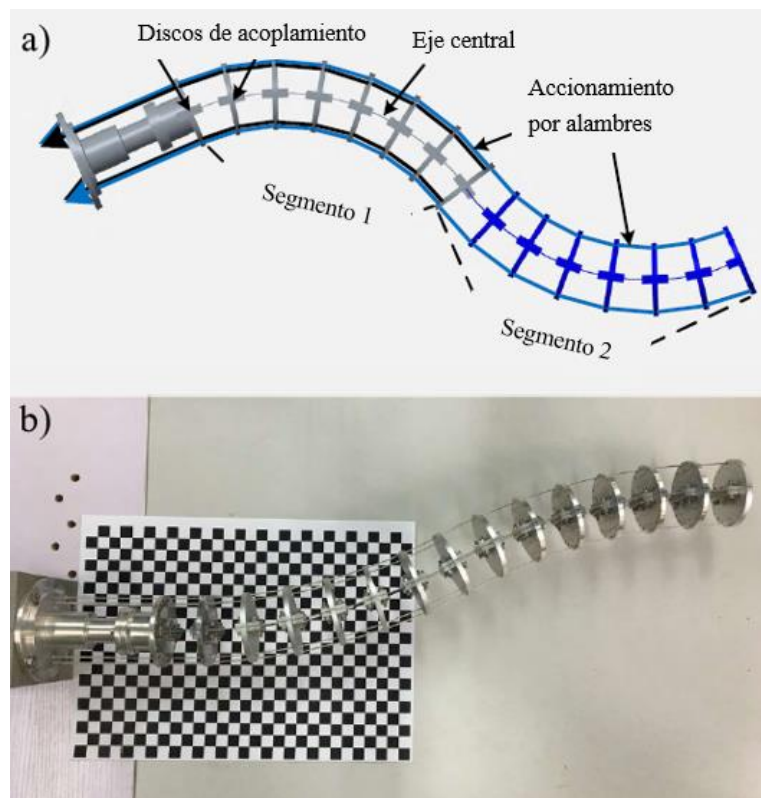 a)
Discos de acoplamiento
Eje central
Accionamiento
por alambres
Segmento 1
Segmento 2
b)